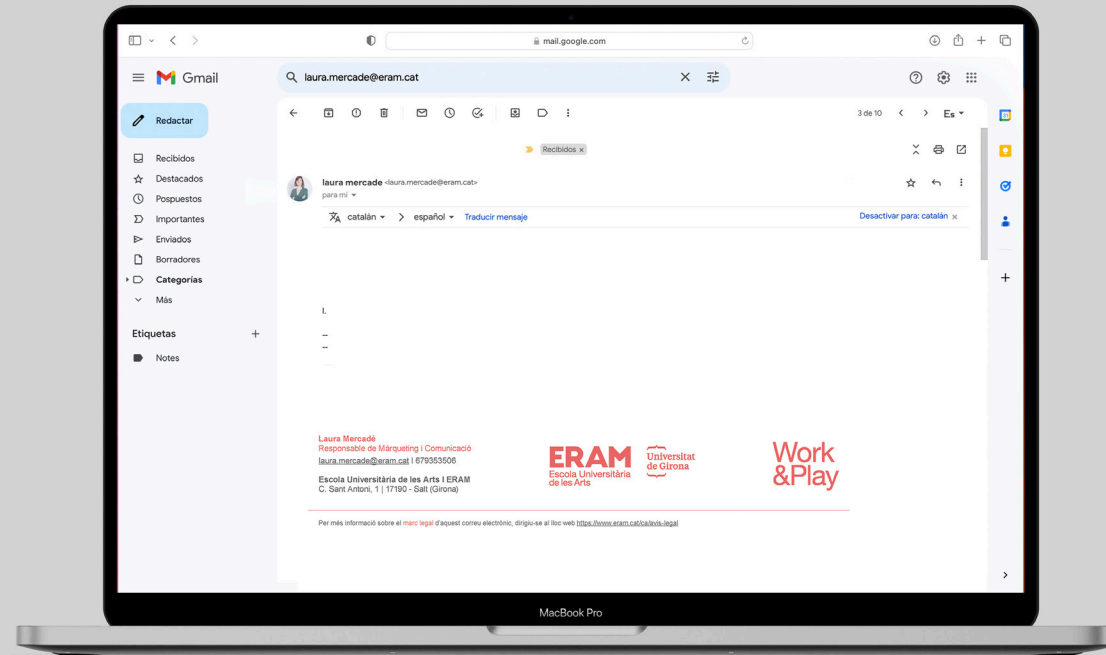 mail.google.com
Gmail
laura.mercade@eram.cat
Redactar
3 de 10
Es
31
Recibidos x
Recibidos
Destacados
Pospuestos
Importantes
Enviados
Borradores
Categorías
Más
Etiquetas
Notes
laura mercade <laura.mercade@eram.cat>
para mi
catalán > español Traducir mensaje
Desactivar para: catalán x
l.
--
--
Laura Mercadé
Responsable de Màrqueting i Comunicació
laura.mercade@eram.cat I 679353506
Escola Universitària de les Arts I ERAM
C. Sant Antoni, 1 | 17190 - Salt (Girona)
ERAM
Escola Universitària
de les Arts
Universitat
de Girona
Work
&Play
Per més informació sobre el marc legal d'aquest correu electrònic, dirigiu-se al lloc web https://www.eram.cat/ca/avis-legal
MacBook Pro